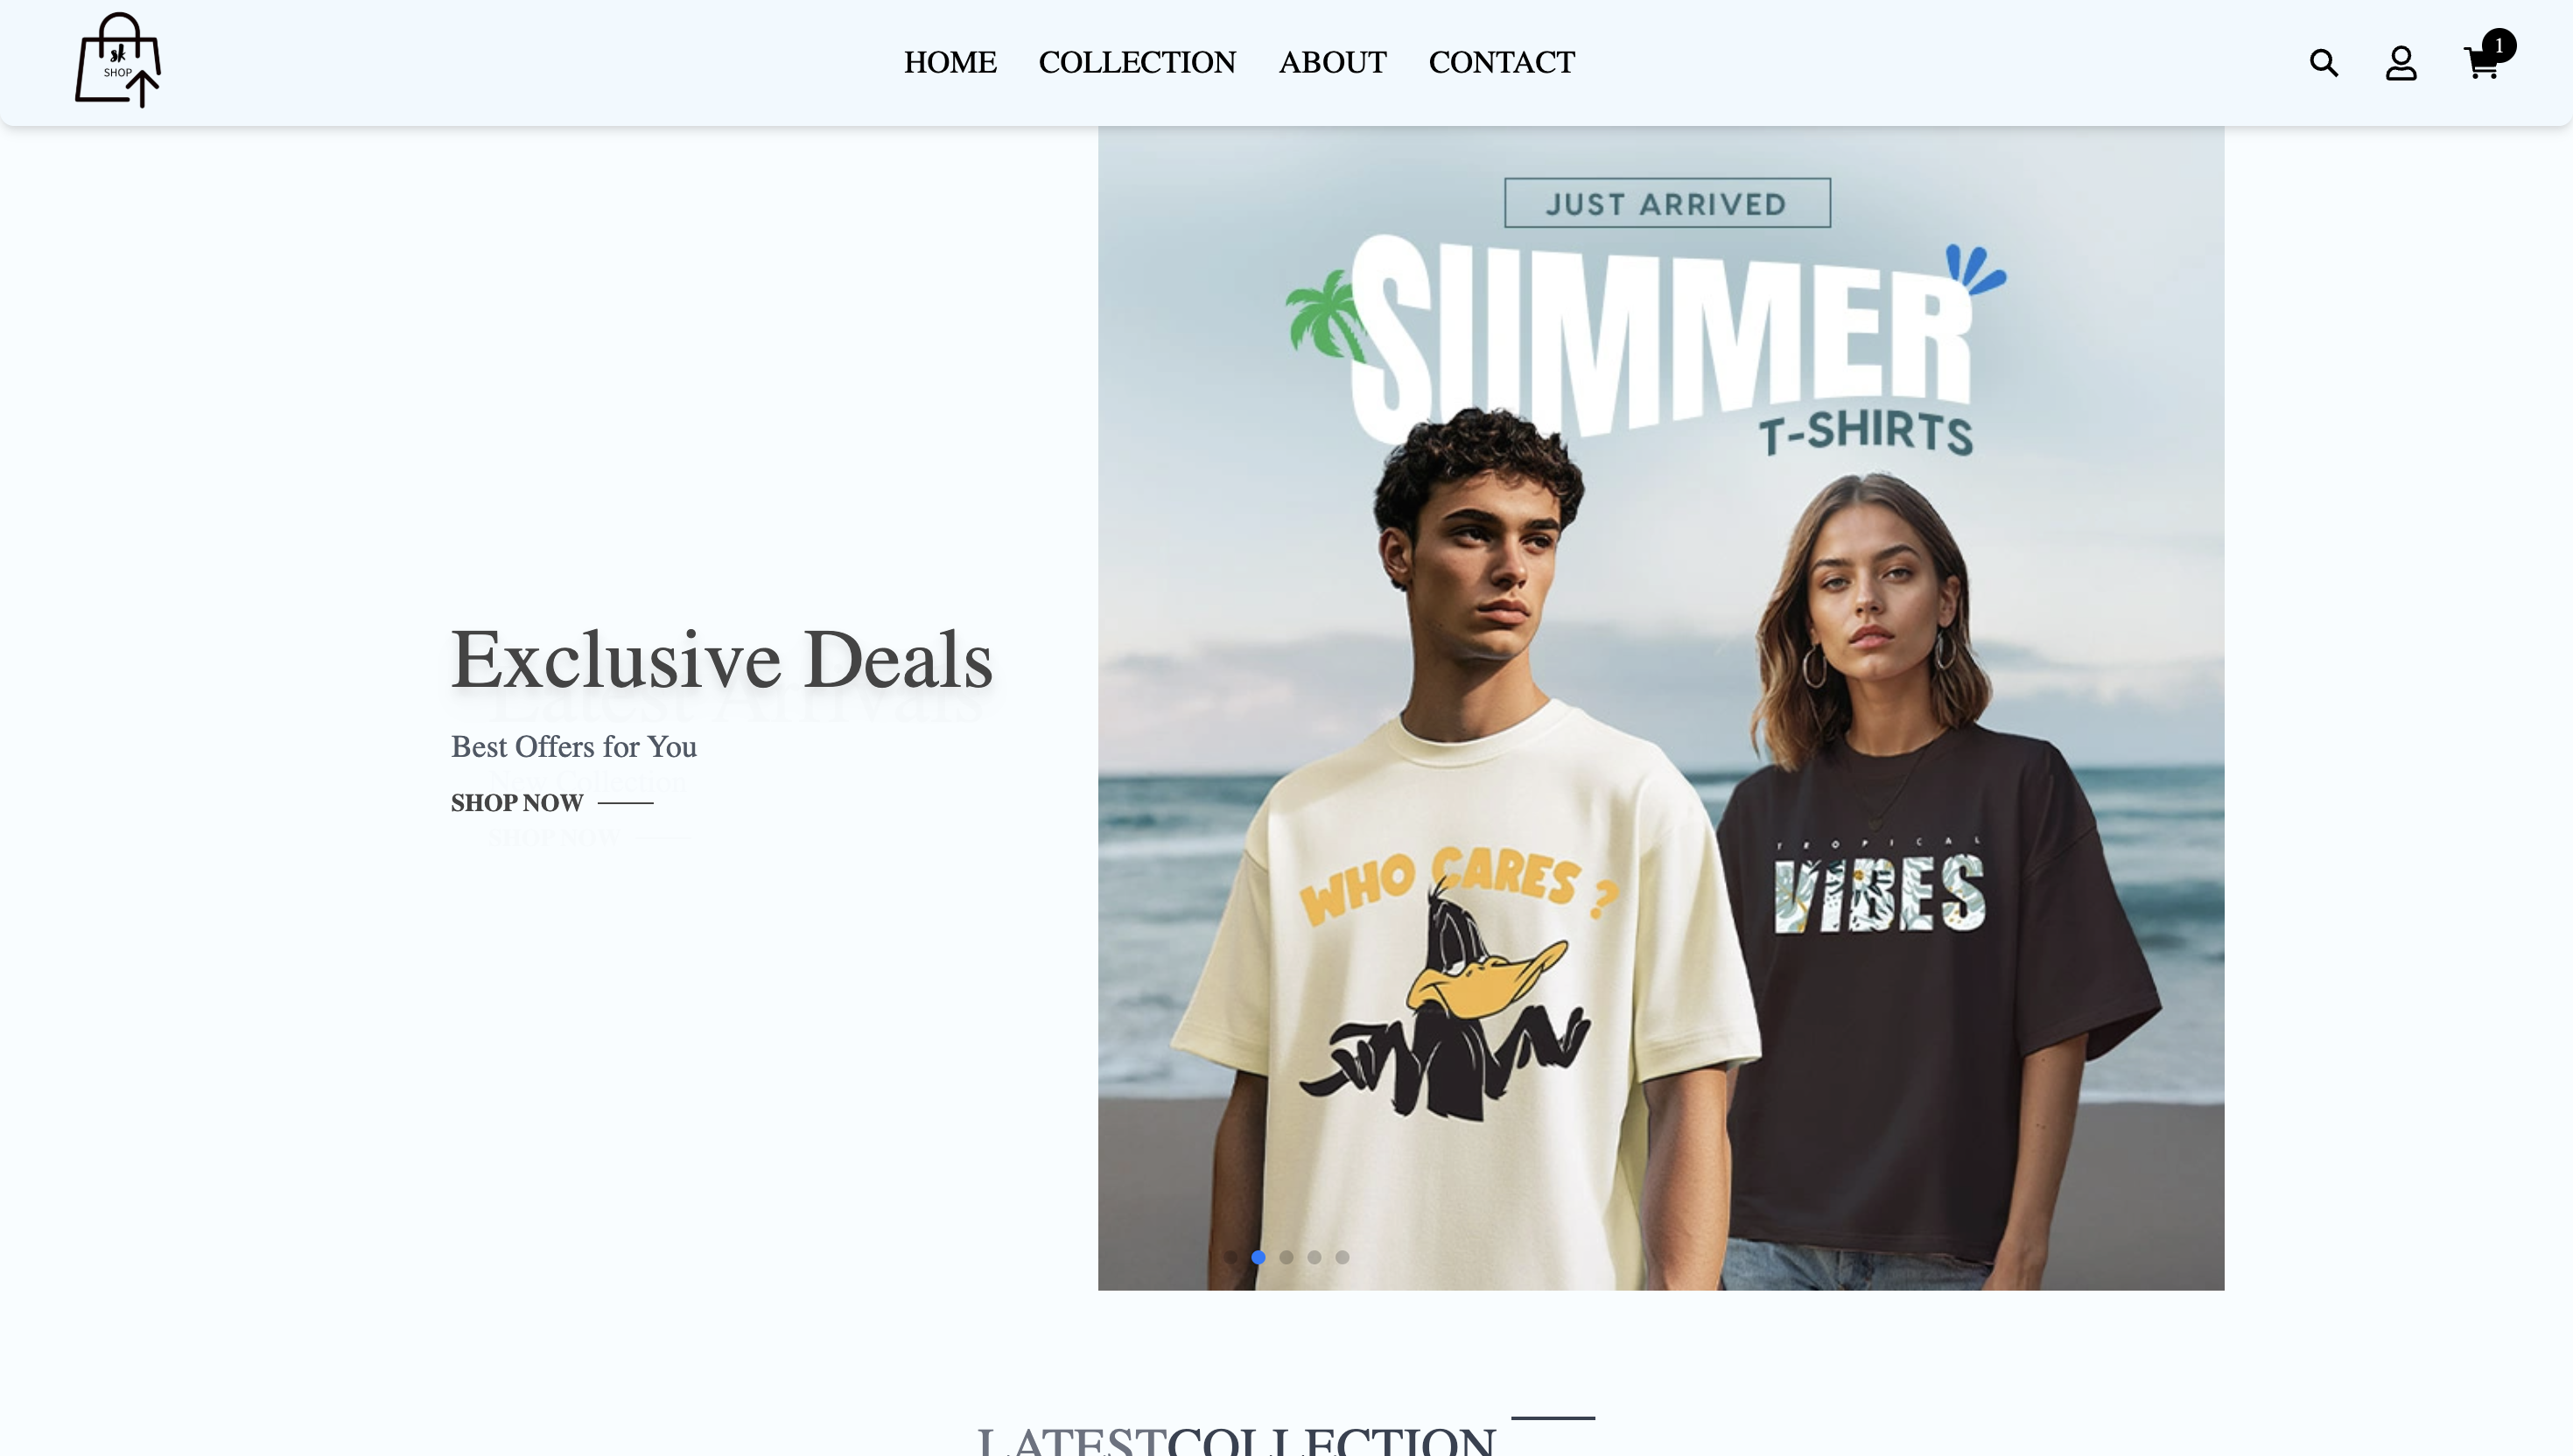 sk
SHOP
HOME COLLECTION ABOUT CONTACT
1
JUST ARRIVED
SUMMER
T-SHIRTS
Exclusive Deals
Latest Arrivals
Best Offers for You
New Collection
SHOP NOW
SHOP NOW
WHO CARES ?
TROPICAL
VIBES
LATESTCOLLECTION